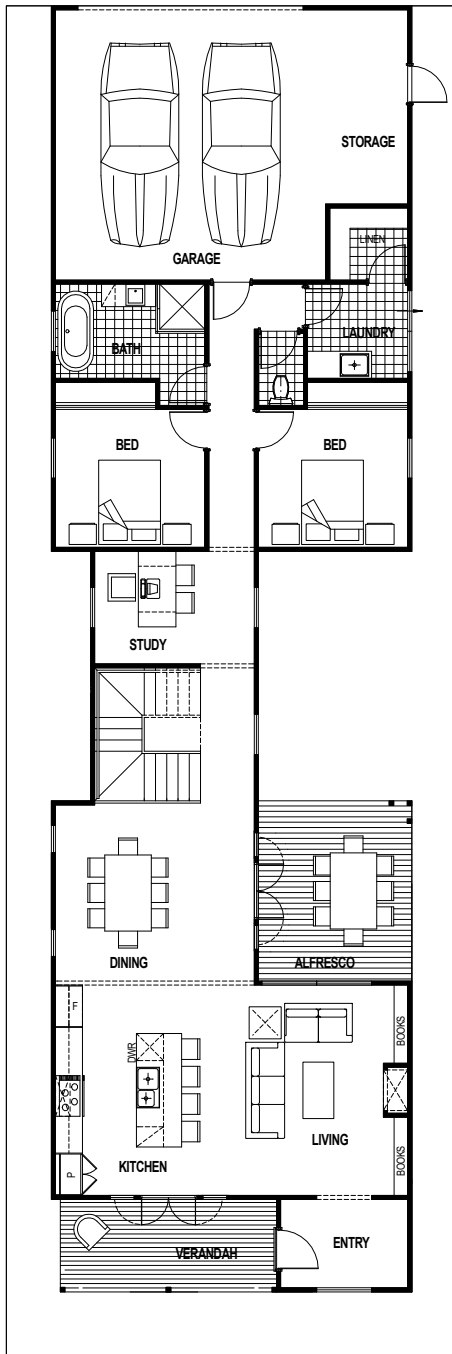 STORAGE
GARAGE
LINEN
LAUNDRY
BATH
BED
BED
STUDY
DINING
ALFRESCO
F
BOOKS
DWR
P
KITCHEN
LIVING
BOOKS
VERANDAH
ENTRY